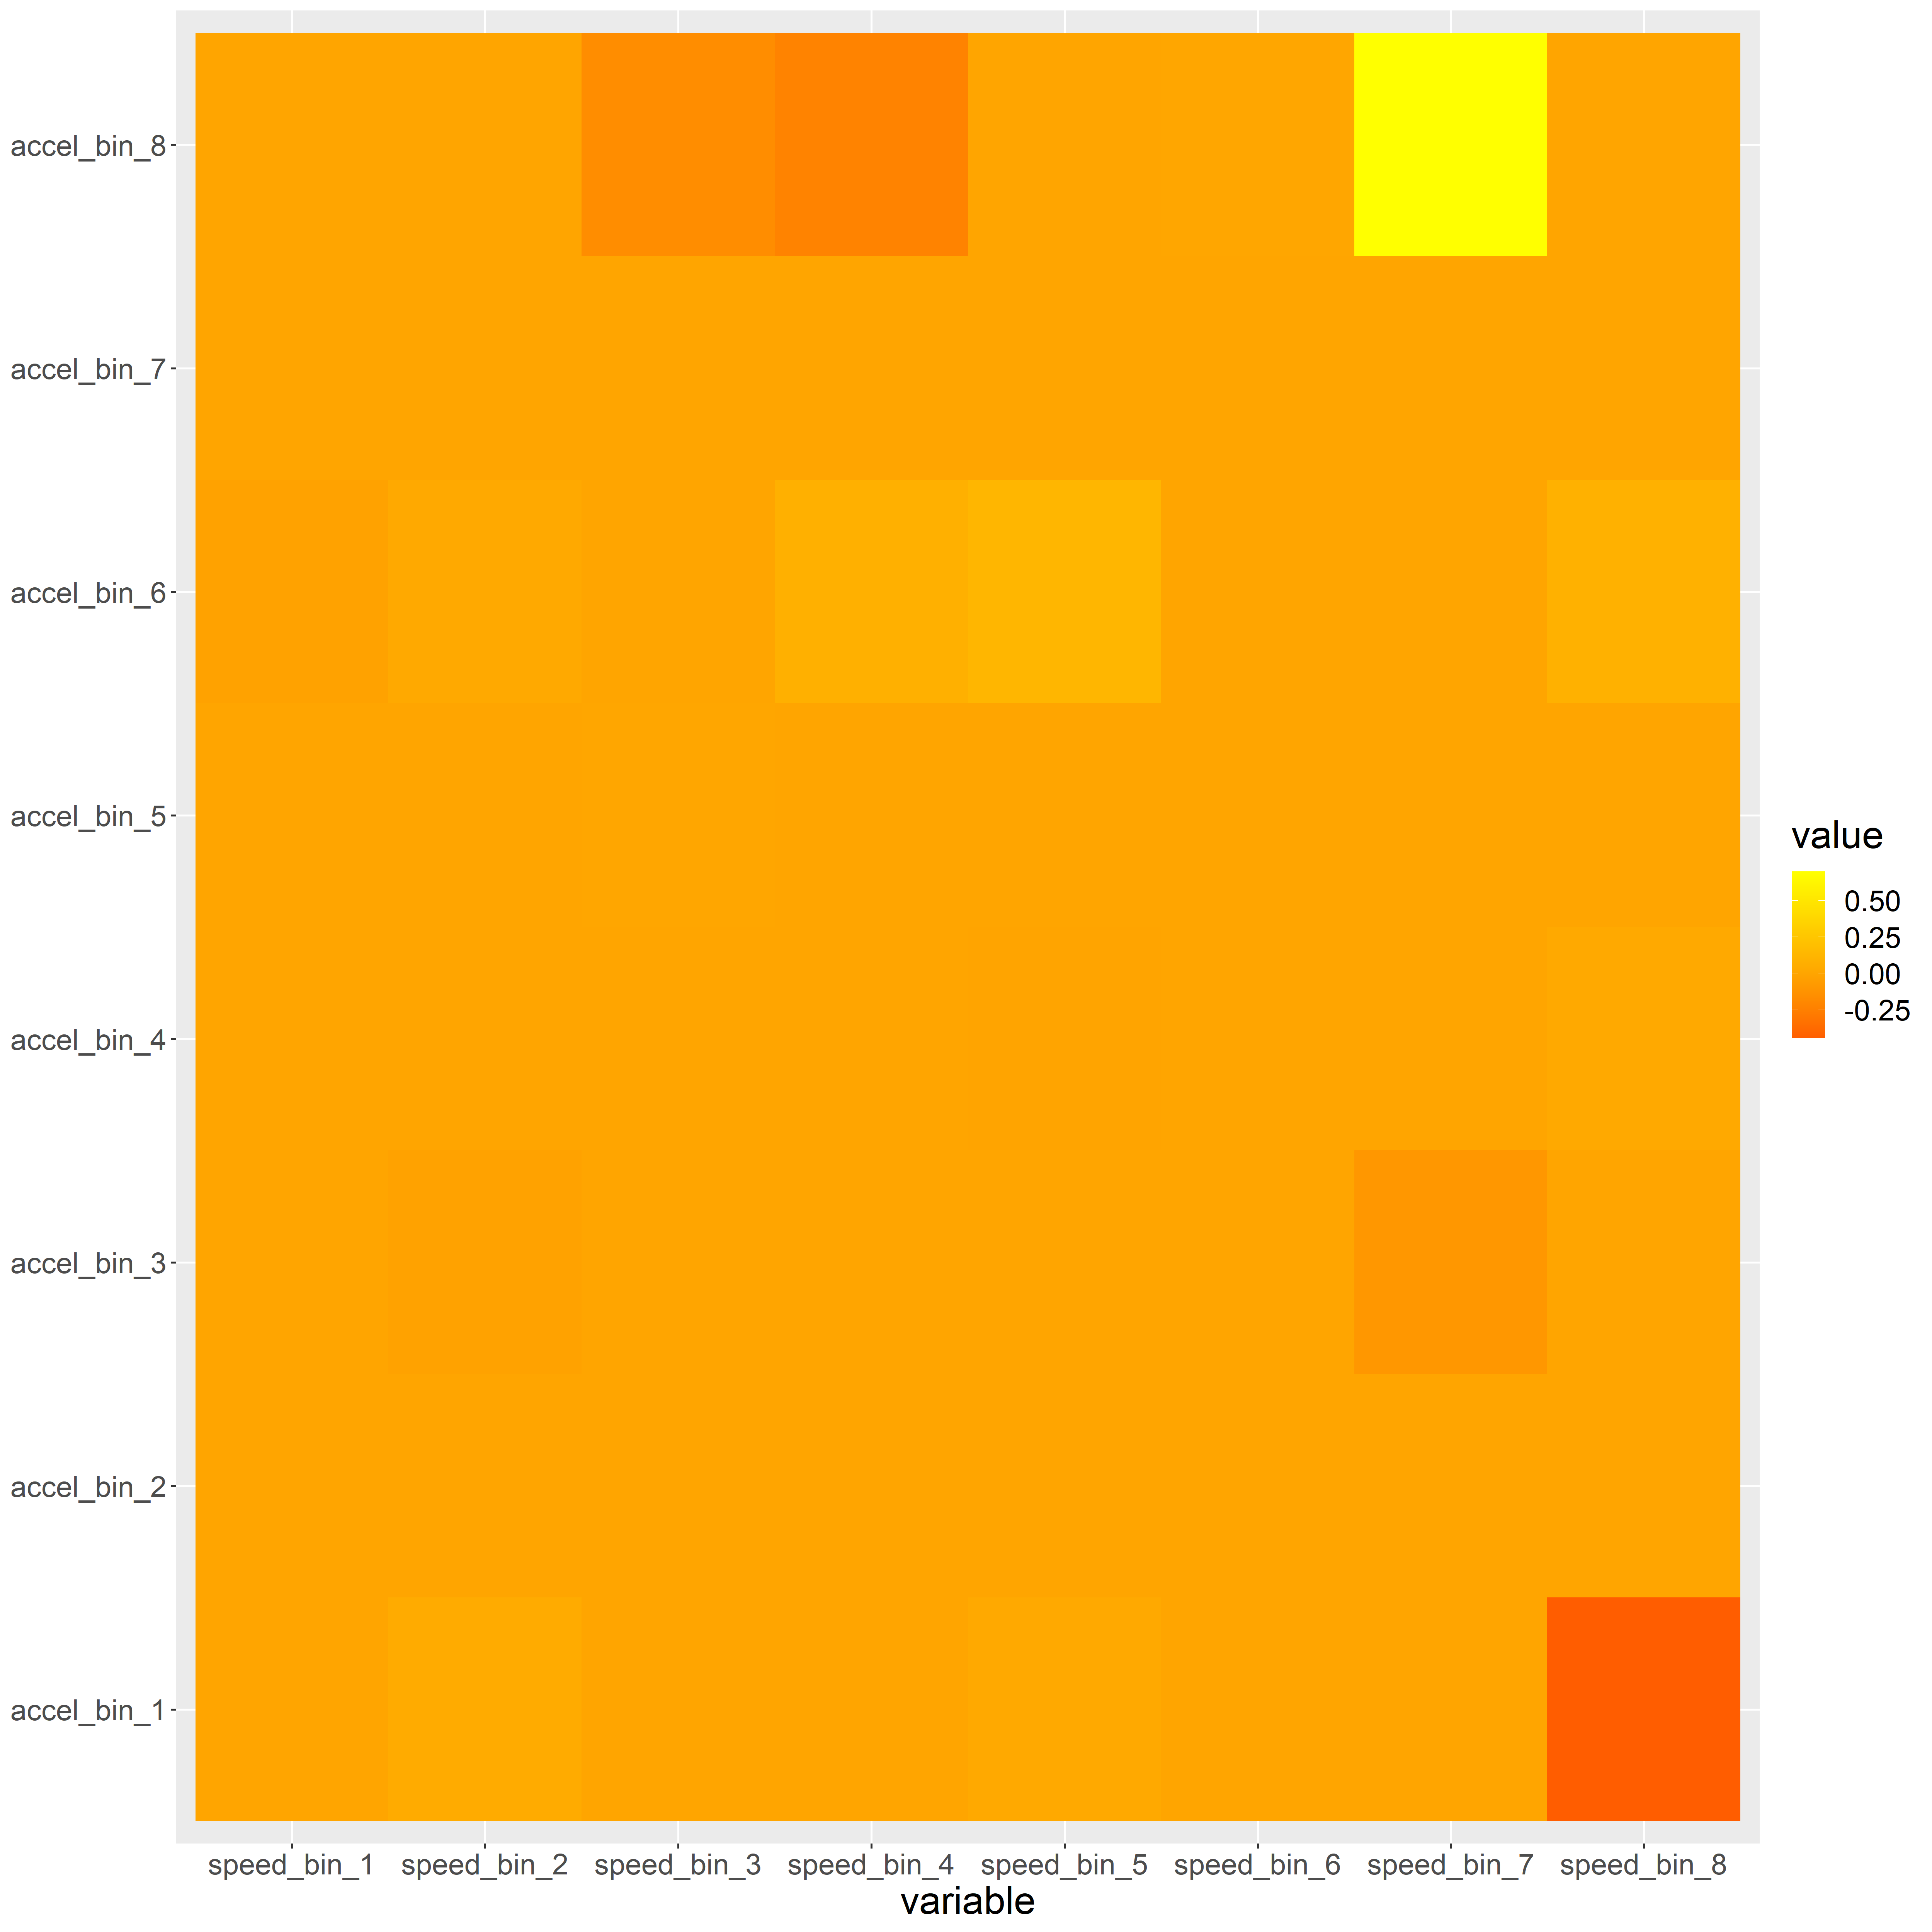 accel_bin_8
accel_bin_7
accel_bin_6
accel_bin_5
accel_bin_4
accel_bin_3
accel_bin_2
accel_bin_1
speed_bin_1 speed_bin_2 speed_bin_3 speed_bin_4 speed_bin_5 speed_bin_6 speed_bin_7 speed_bin_8
variable
value
0.50
0.25
0.00
-0.25